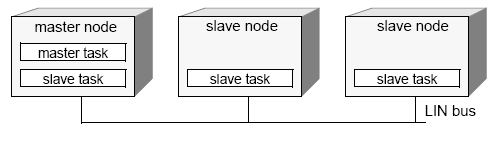 master node
master task
slave task
slave node
slave task
slave node
slave task
LIN bus